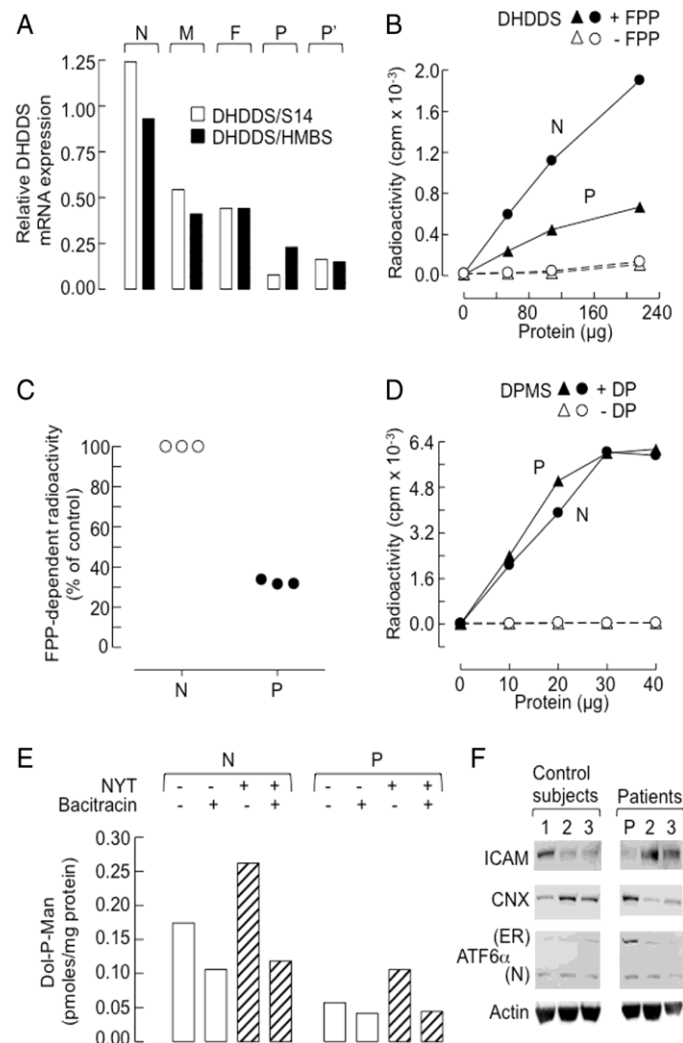 A
N M F P P'
Relative DHDDS
mRNA expression
1.25
1.00
0.75
0.50
0.25
0.00
DHDDS/S14
DHDDS/HMBS
B
DHDDS + FPP
- FPP
Radioactivity (cpm x 10-3)
2.0
1.6
1.2
0.8
0.4
0.0
N
P
0 80 160 240
Protein (µg)
C
FPP-dependent radioactivity
(% of control)
100
80
60
40
20
0
N P
D
DPMS + DP
- DP
Radioactivity (cpm x 10-3)
6.4
4.8
3.2
1.6
0.0
P
N
0 10 20 30 40
Protein (µg)
E
N P
NYT - - + + - - + +
Bacitracin - + - + - + - +
Dol-P-Man
(pmoles/mg protein)
0.30
0.25
0.20
0.15
0.10
0.05
0.00
F
Control
subjects
Patients
1 2 3 P 2 3
ICAM
CNX
(ER)
ATF6α
(N)
Actin